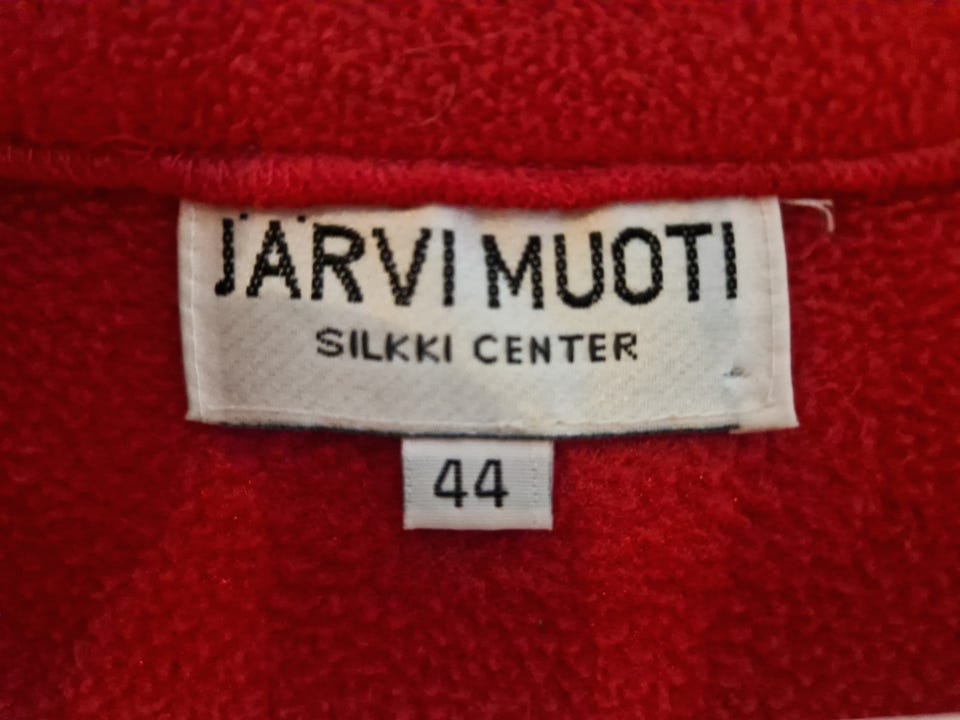 JÄRVI MUOTI
SILKKI CENTER
44